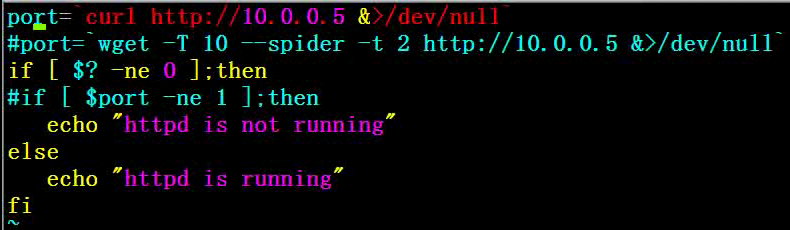 port=`curl http://10.0.0.5 &>/dev/null`
#port=`wget -T 10 --spider -t 2 http://10.0.0.5 &>/dev/null`
if [ $? -ne 0 ];then
#if [ $port -ne 1 ];then
   echo "httpd is not running"
else
   echo "httpd is running"
fi
~